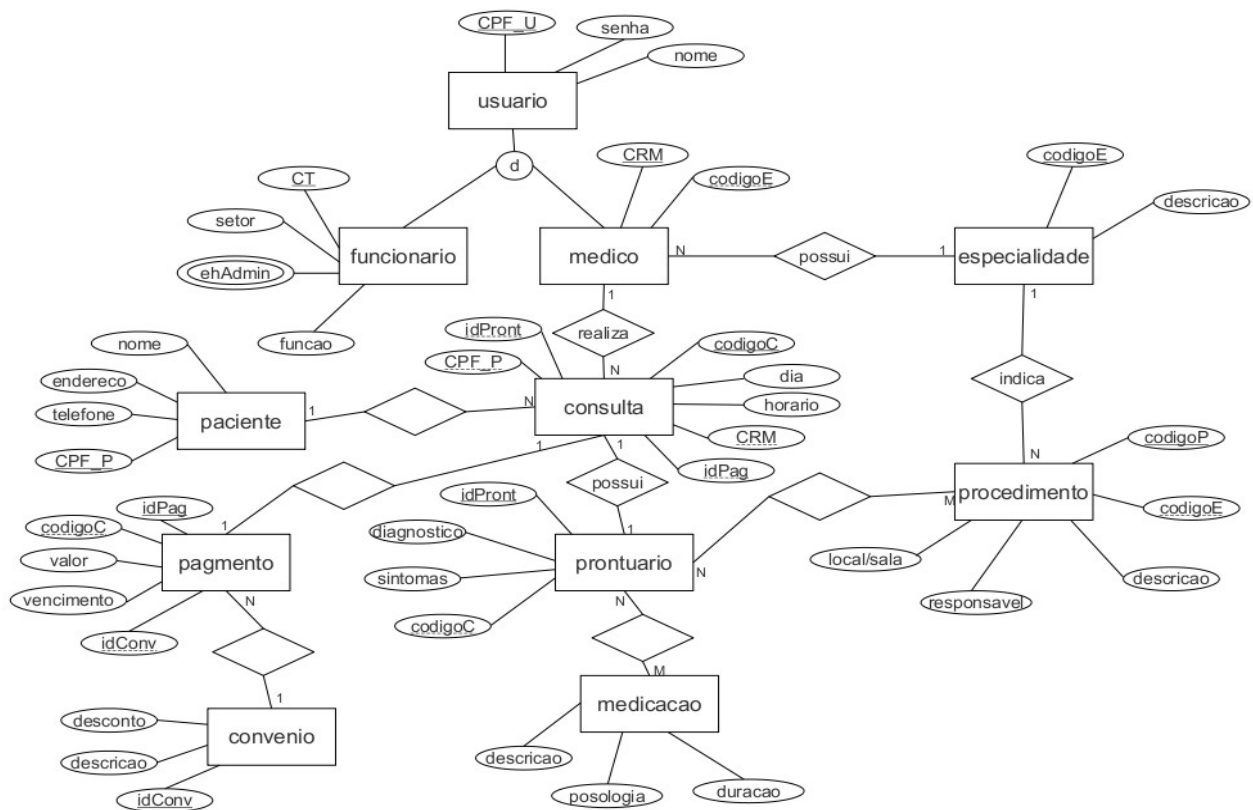 CPF_U
senha
nome
usuario
d
CRM
codigoE
codigoE
descricao
CT
setor
ehAdmin
funcao
funcionario
medico
N
possui
1
especialidade
1
realiza
N
1
indica
N
nome
endereco
telefone
CPF_P
paciente
1
N
idPront
CPF_P
consulta
codigoC
dia
horario
CRM
idPag
1
1
possui
1
codigoP
codigoE
descricao
responsavel
local/sala
procedimento
M
N
idPag
codigoC
valor
vencimento
idConv
pagmento
1
N
1
idPront
diagnostico
sintomas
codigoC
prontuario
N
M
desconto
descricao
idConv
convenio
medicacao
descricao
posologia
duracao